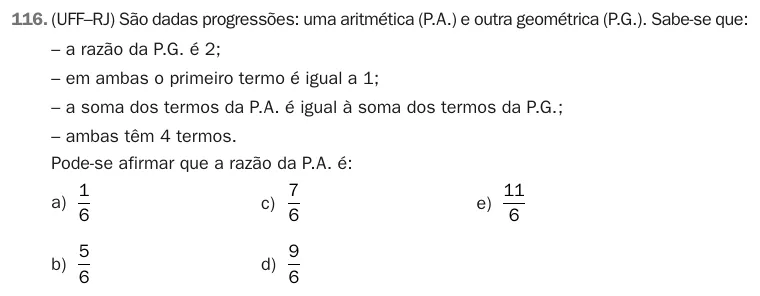 116. (UFF–RJ) São dadas progressões: uma aritmética (P.A.) e outra geométrica (P.G.). Sabe-se que:
– a razão da P.G. é 2;
– em ambas o primeiro termo é igual a 1;
– a soma dos termos da P.A. é igual à soma dos termos da P.G.;
– ambas têm 4 termos.
Pode-se afirmar que a razão da P.A. é:
a) 1/6 c) 7/6 e) 11/6
b) 5/6 d) 9/6